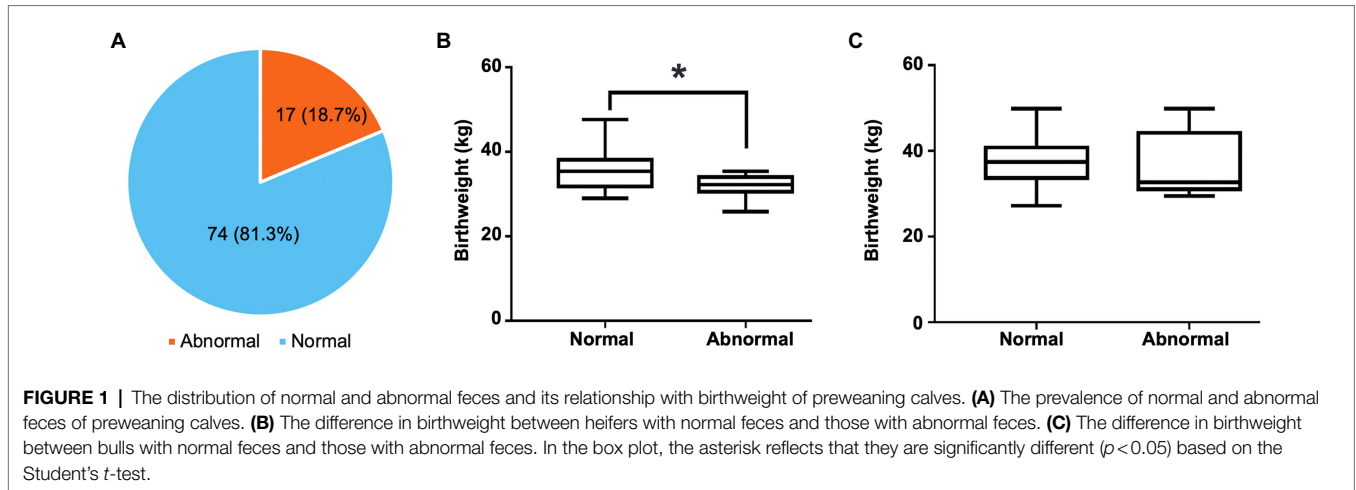 A
17 (18.7%)
74 (81.3%)
Abnormal Normal
B
*
60
40
20
0
Birthweight (kg)
Normal Abnormal
C
60
40
20
0
Birthweight (kg)
Normal Abnormal
FIGURE 1 | The distribution of normal and abnormal feces and its relationship with birthweight of preweaning calves. (A) The prevalence of normal and abnormal
feces of preweaning calves. (B) The difference in birthweight between heifers with normal feces and those with abnormal feces. (C) The difference in birthweight
between bulls with normal feces and those with abnormal feces. In the box plot, the asterisk reflects that they are significantly different (p<0.05) based on the
Student's t-test.